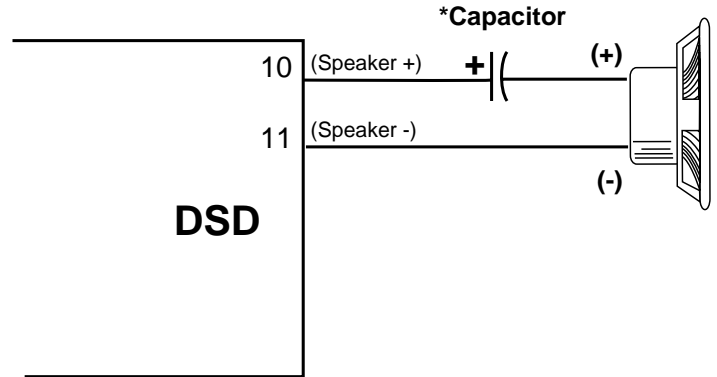 *Capacitor
10 (Speaker +) + (+)
11 (Speaker -)
(-)
DSD